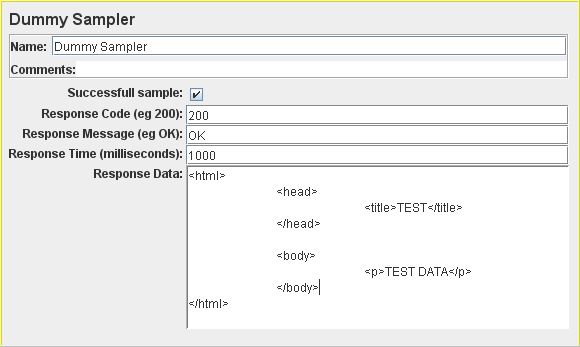 Dummy Sampler
Name: Dummy Sampler
Comments:
Successfull sample:
Response Code (eg 200): 200
Response Message (eg OK): OK
Response Time (milliseconds): 1000
Response Data: <html>
<head>
<title>TEST</title>
</head>
<body>
<p>TEST DATA</p>
</body>
</html>